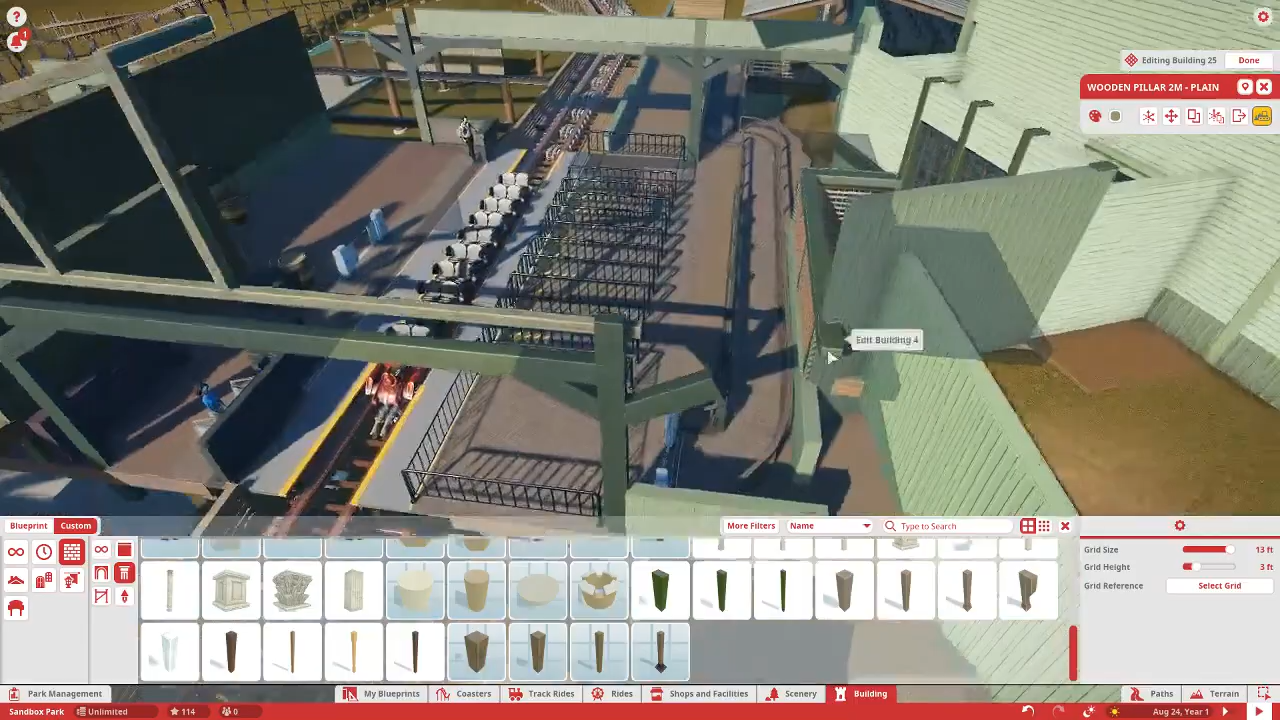 ?
1
Editing Building 25
Done
WOODEN PILLAR 2M - PLAIN
Edit Building 4
Blueprint
Custom
More Filters
Name
Type to Search
Grid Size
13 ft
Grid Height
3 ft
Grid Reference
Select Grid
Park Management
My Blueprints
Coasters
Track Rides
Rides
Shops and Facilities
Scenery
Building
Paths
Terrain
Sandbox Park
Unlimited
114
0
Aug 24, Year 1